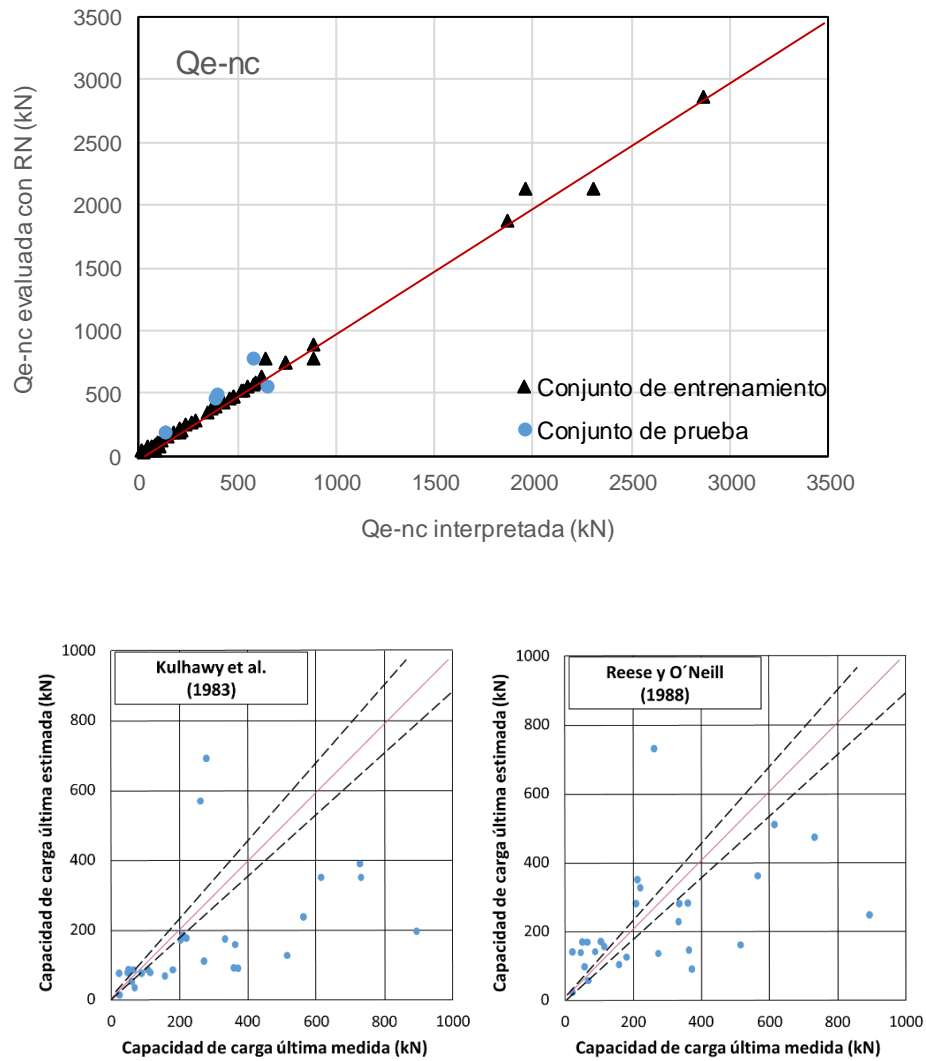 Qe-nc
Qe-nc evaluada con RN (kN)
3500
3000
2500
2000
1500
1000
500
0
Conjunto de entrenamiento
Conjunto de prueba
0 500 1000 1500 2000 2500 3000 3500
Qe-nc interpretada (kN)
Kulhawy et al.
(1983)
Capacidad de carga última estimada (kN)
1000
800
600
400
200
0
0 200 400 600 800 1000
Capacidad de carga última medida (kN)
Reese y O´Neill
(1988)
Capacidad de carga última estimada (kN)
1000
800
600
400
200
0
0 200 400 600 800 1000
Capacidad de carga última medida (kN)